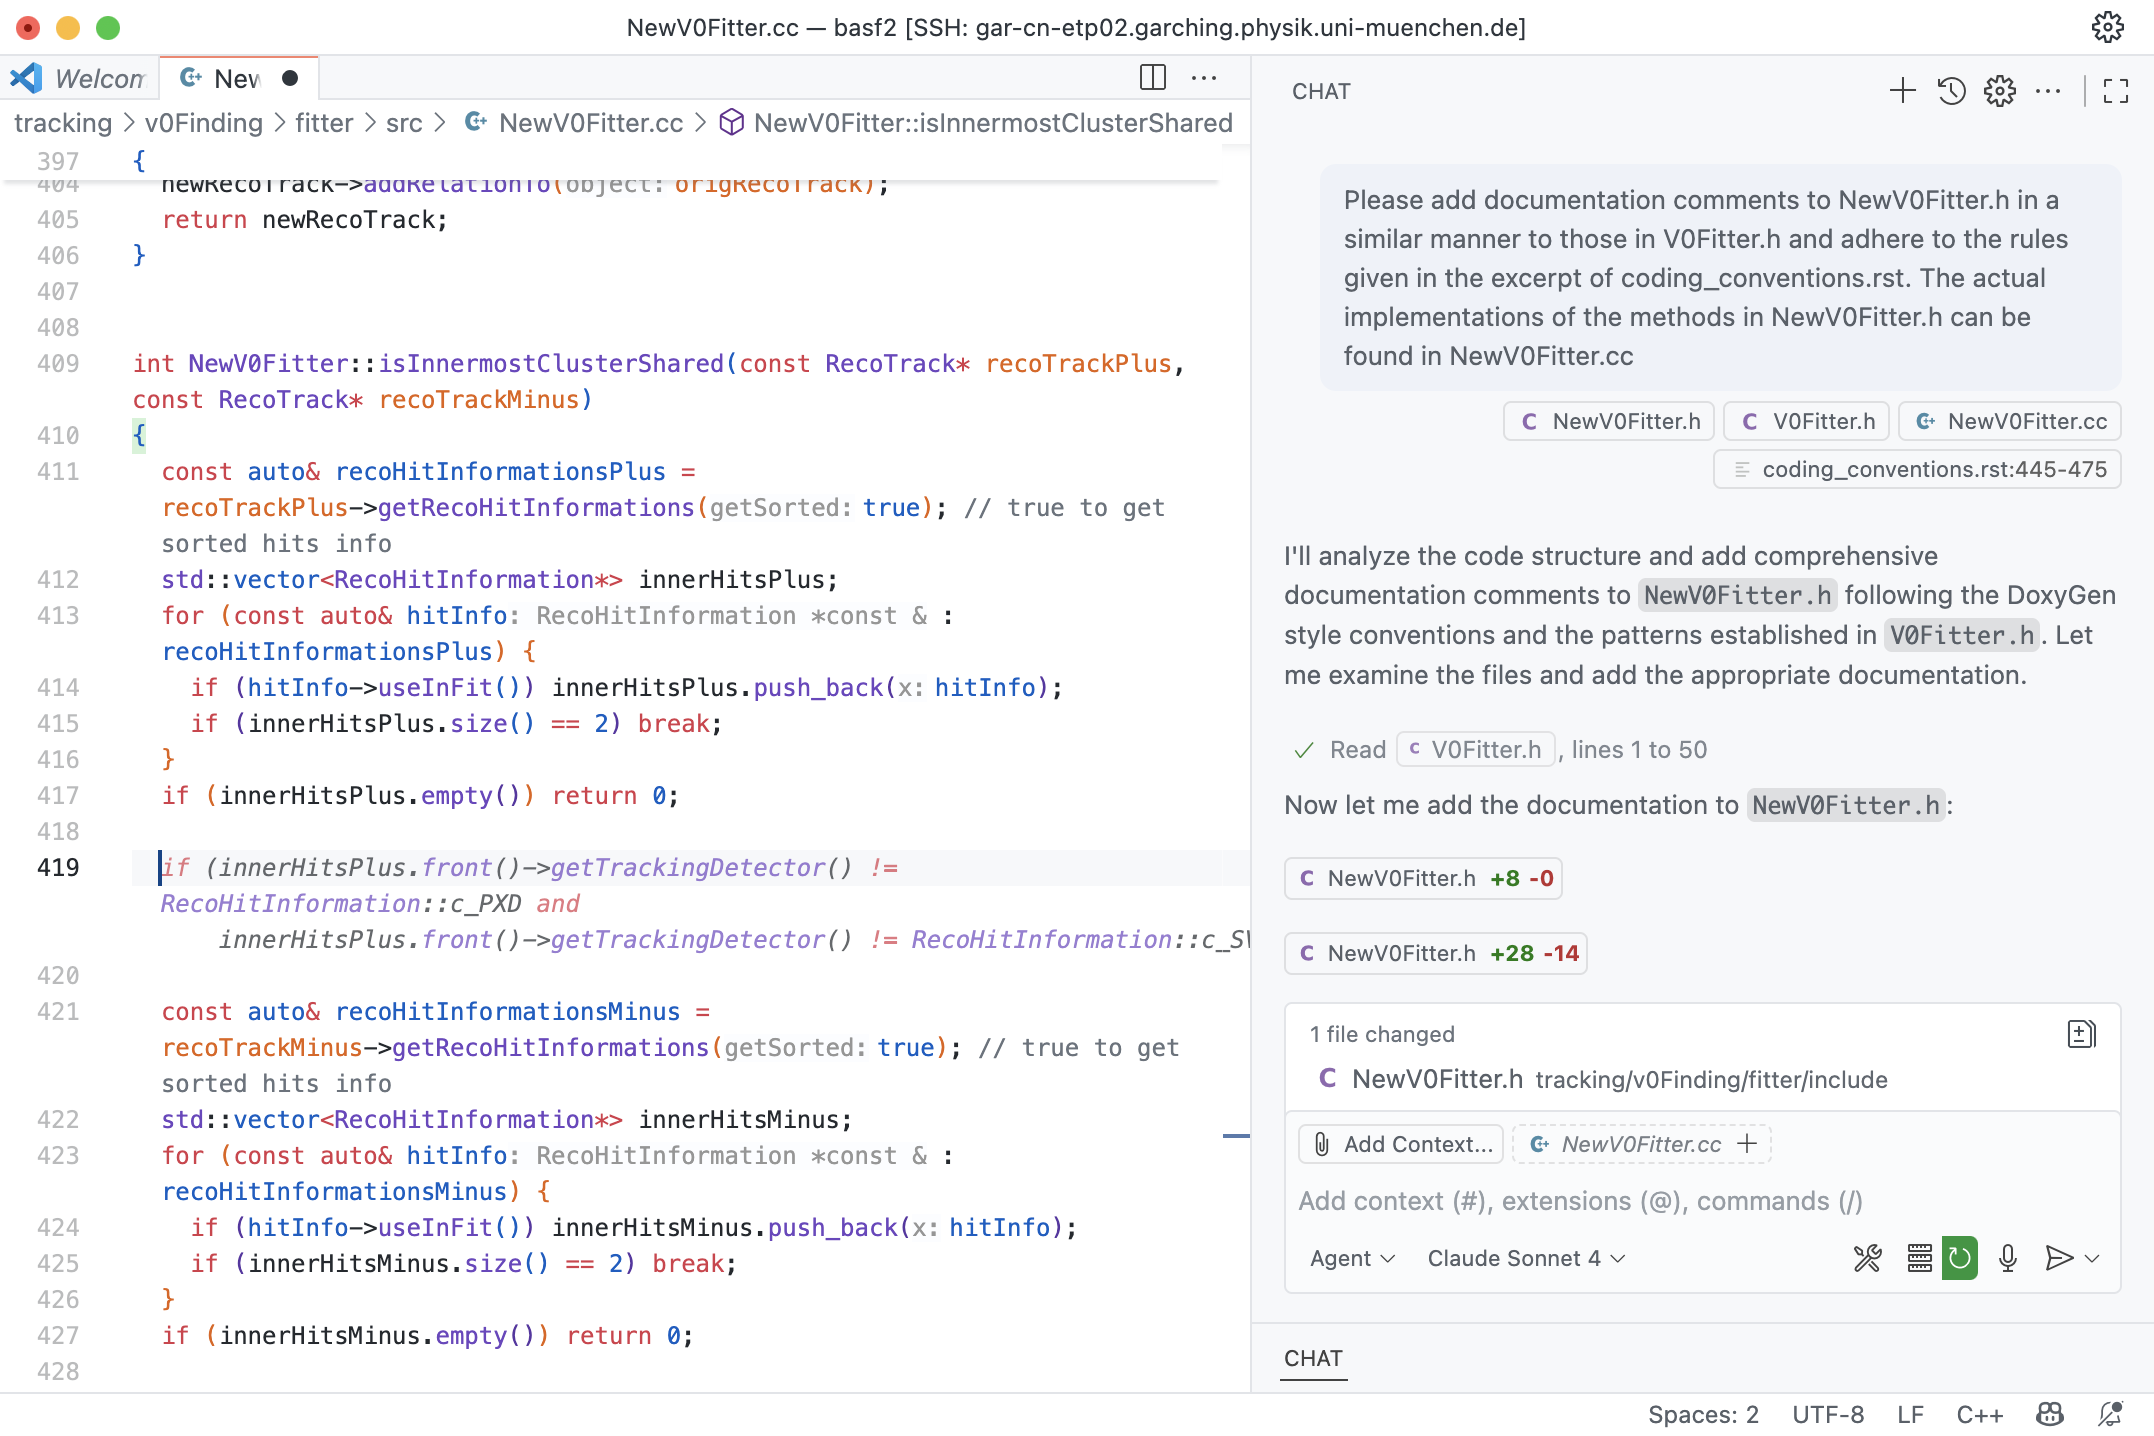 NewV0Fitter.cc — basf2 [SSH: gar-cn-etp02.garching.physik.uni-muenchen.de]
Welcom
New
tracking > v0Finding > fitter > src > NewV0Fitter.cc > NewV0Fitter::isInnermostClusterShared
397 {
404 newRecoTrack->addRelationTo(object: origRecoTrack);
405 return newRecoTrack;
406 }
407
408
409 int NewV0Fitter::isInnermostClusterShared(const RecoTrack* recoTrackPlus,
const RecoTrack* recoTrackMinus)
410 {
411 const auto& recoHitInformationsPlus =
recoTrackPlus->getRecoHitInformations(getSorted: true); // true to get
sorted hits info
412 std::vector<RecoHitInformation*> innerHitsPlus;
413 for (const auto& hitInfo: RecoHitInformation *const & :
recoHitInformationsPlus) {
414 if (hitInfo->useInFit()) innerHitsPlus.push_back(x: hitInfo);
415 if (innerHitsPlus.size() == 2) break;
416 }
417 if (innerHitsPlus.empty()) return 0;
418
419 if (innerHitsPlus.front()->getTrackingDetector() !=
RecoHitInformation::c_PXD and
innerHitsPlus.front()->getTrackingDetector() != RecoHitInformation::c_SV
420
421 const auto& recoHitInformationsMinus =
recoTrackMinus->getRecoHitInformations(getSorted: true); // true to get
sorted hits info
422 std::vector<RecoHitInformation*> innerHitsMinus;
423 for (const auto& hitInfo: RecoHitInformation *const & :
recoHitInformationsMinus) {
424 if (hitInfo->useInFit()) innerHitsMinus.push_back(x: hitInfo);
425 if (innerHitsMinus.size() == 2) break;
426 }
427 if (innerHitsMinus.empty()) return 0;
428
CHAT
Please add documentation comments to NewV0Fitter.h in a
similar manner to those in V0Fitter.h and adhere to the rules
given in the excerpt of coding_conventions.rst. The actual
implementations of the methods in NewV0Fitter.h can be
found in NewV0Fitter.cc
NewV0Fitter.h V0Fitter.h NewV0Fitter.cc
coding_conventions.rst:445-475
I'll analyze the code structure and add comprehensive
documentation comments to NewV0Fitter.h following the DoxyGen
style conventions and the patterns established in V0Fitter.h. Let
me examine the files and add the appropriate documentation.
Read V0Fitter.h, lines 1 to 50
Now let me add the documentation to NewV0Fitter.h:
NewV0Fitter.h +8 -0
NewV0Fitter.h +28 -14
1 file changed
NewV0Fitter.h tracking/v0Finding/fitter/include
Add Context... NewV0Fitter.cc
Add context (#), extensions (@), commands (/)
Agent Claude Sonnet 4
CHAT
Spaces: 2 UTF-8 LF C++